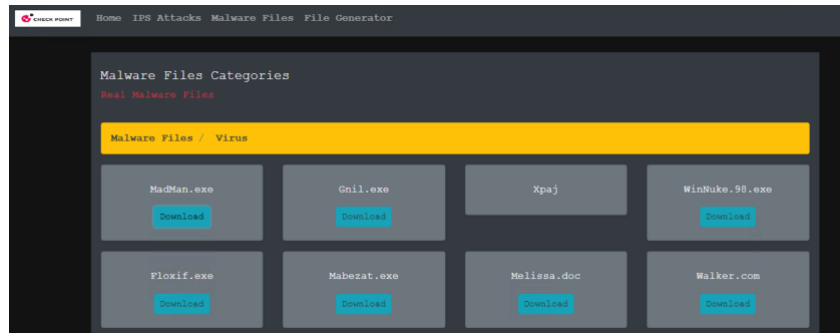 CHECK POINT Home IPS Attacks Malware Files File Generator
Malware Files Categories
Real Malware Files
Malware Files / Virus
MadMan.exe Gnil.exe Xpaj WinNuke.98.exe
Download Download Download
Floxif.exe Mabezat.exe Melissa.doc Walker.com
Download Download Download Download